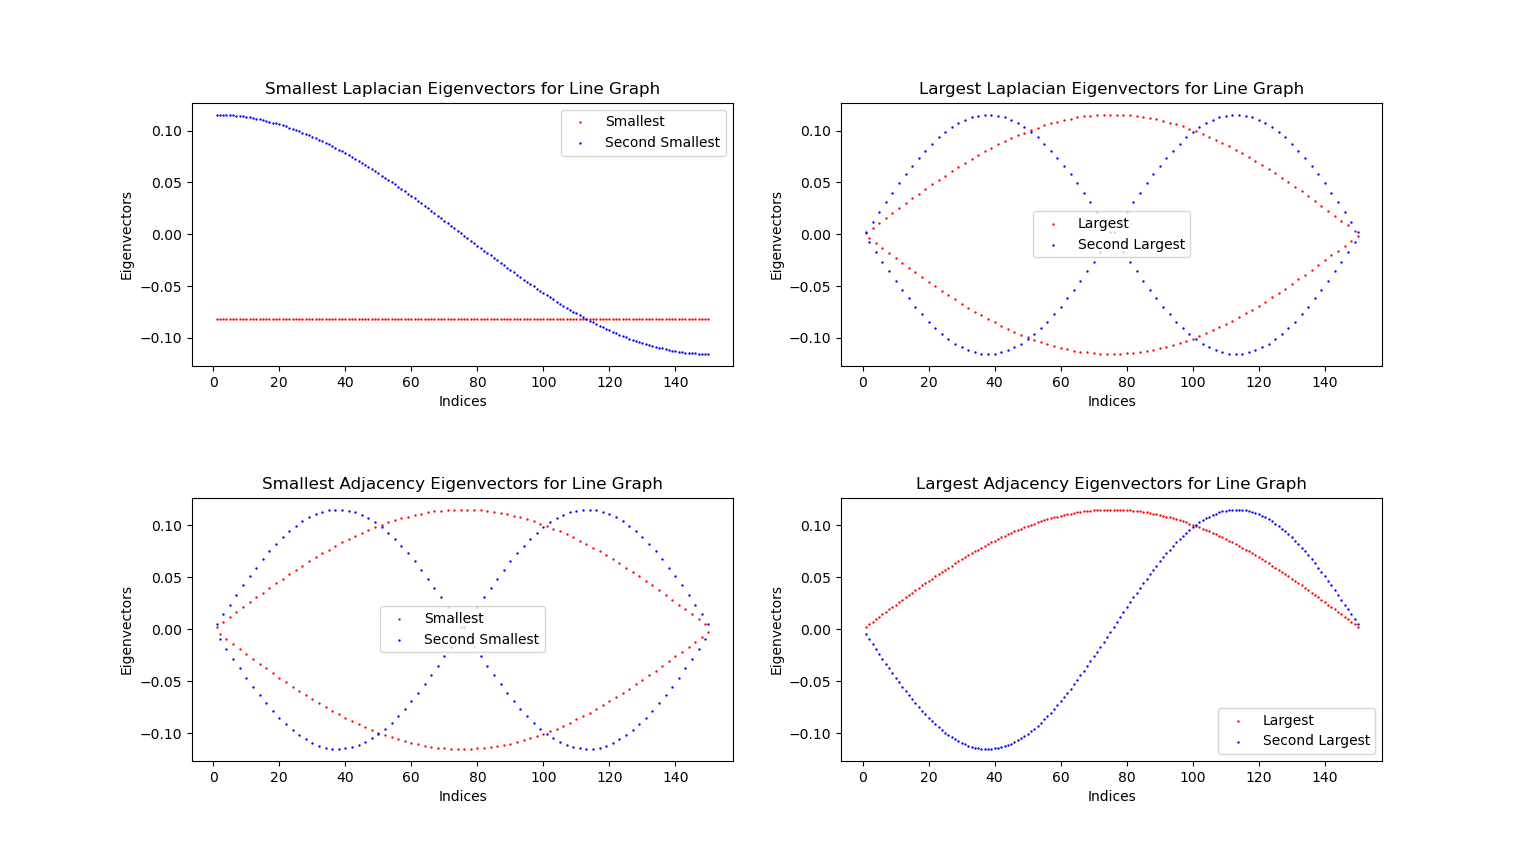 Smallest Laplacian Eigenvectors for Line Graph
Eigenvectors
0.10
0.05
0.00
−0.05
−0.10
Smallest
Second Smallest
0 20 40 60 80 100 120 140
Indices
Largest Laplacian Eigenvectors for Line Graph
Eigenvectors
0.10
0.05
0.00
−0.05
−0.10
Largest
Second Largest
0 20 40 60 80 100 120 140
Indices
Smallest Adjacency Eigenvectors for Line Graph
Eigenvectors
0.10
0.05
0.00
−0.05
−0.10
Smallest
Second Smallest
0 20 40 60 80 100 120 140
Indices
Largest Adjacency Eigenvectors for Line Graph
Eigenvectors
0.10
0.05
0.00
−0.05
−0.10
Largest
Second Largest
0 20 40 60 80 100 120 140
Indices